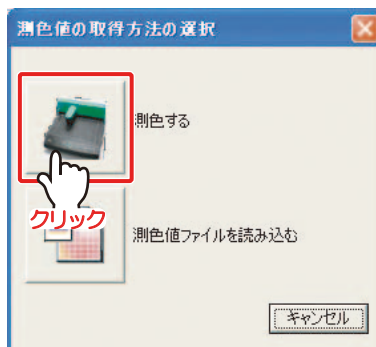 測色値の取得方法の選択
測色する
クリック
測色値ファイルを読み込む
キャンセル